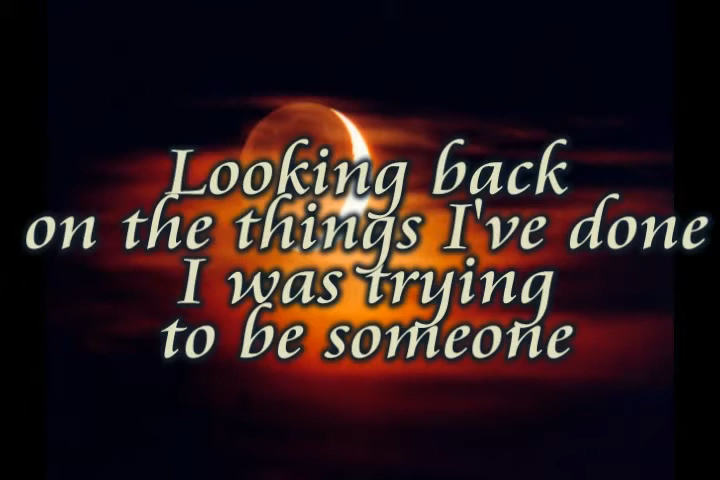 Looking back
on the things I've done
I was trying
to be someone